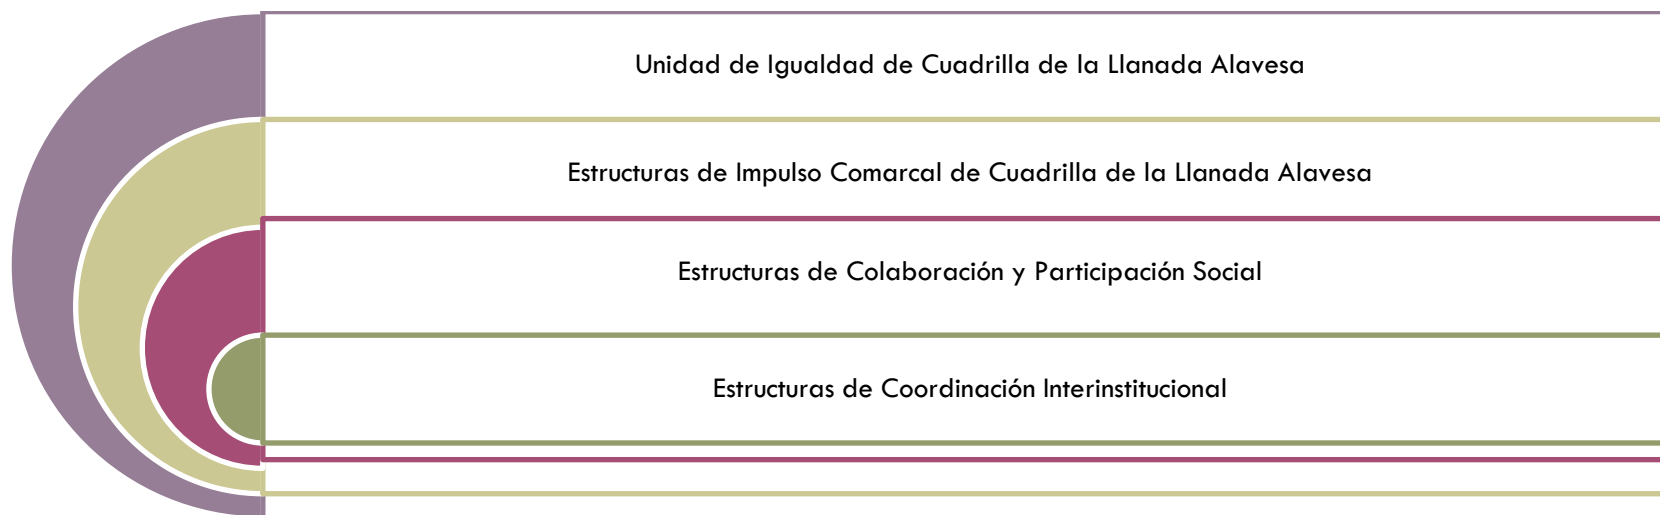 Unidad de Igualdad de Cuadrilla de la Llanada Alavesa
Estructuras de Impulso Comarcal de Cuadrilla de la Llanada Alavesa
Estructuras de Colaboración y Participación Social
Estructuras de Coordinación Interinstitucional